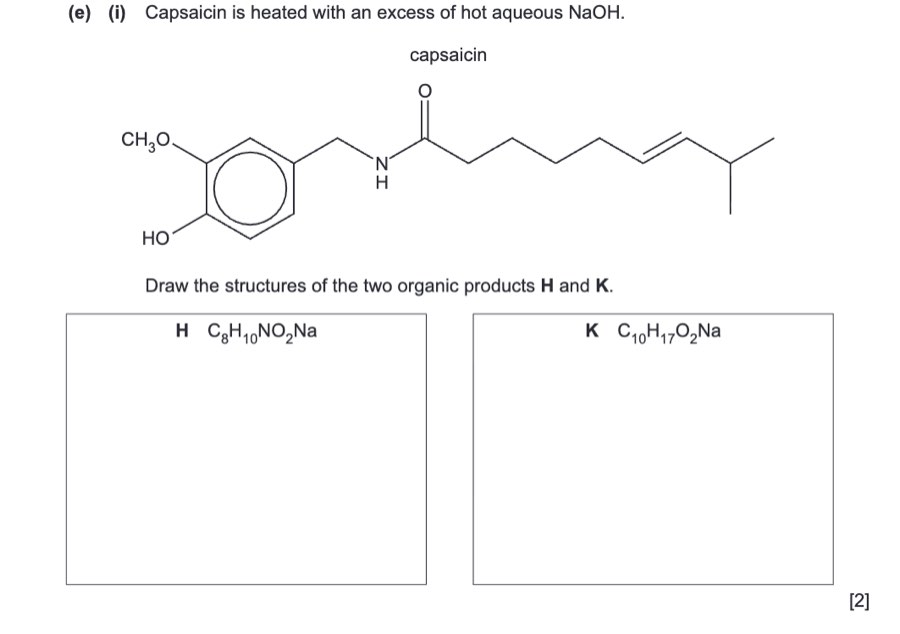 (e) (i) Capsaicin is heated with an excess of hot aqueous NaOH.
capsaicin
O
CH₃O
N
H
HO
Draw the structures of the two organic products H and K.
H C₈H₁₀NO₂Na
K C₁₀H₁₇O₂Na
[2]